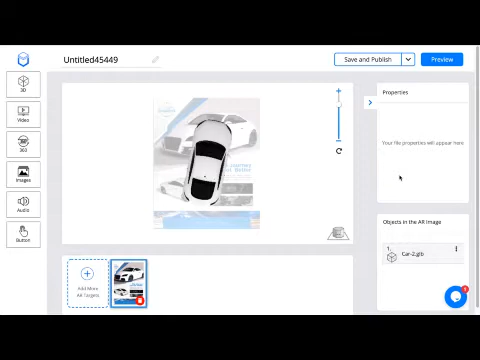 Untitled45449
Save and Publish
Preview
3D
Video
360
Images
Audio
Button
Properties
Your file properties will appear here
Objects in the AR Image
1.
Car-2.glb
Add More
AR Targets